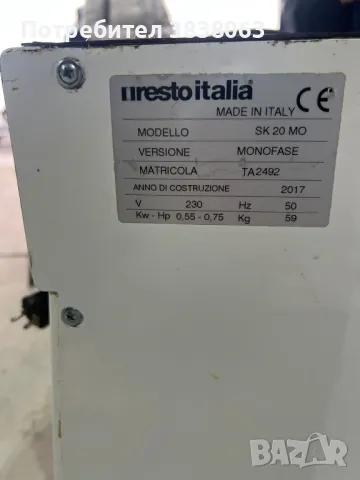 Потребител 3838063
restoitalia®
MADE IN ITALY CE
MODELLO SK 20 MO
VERSIONE MONOFASE
MATRICOLA TA2492
ANNO DI COSTRUZIONE 2017
V 230 Hz 50
Kw - Hp 0,55 - 0,75 Kg 59
BAZAR